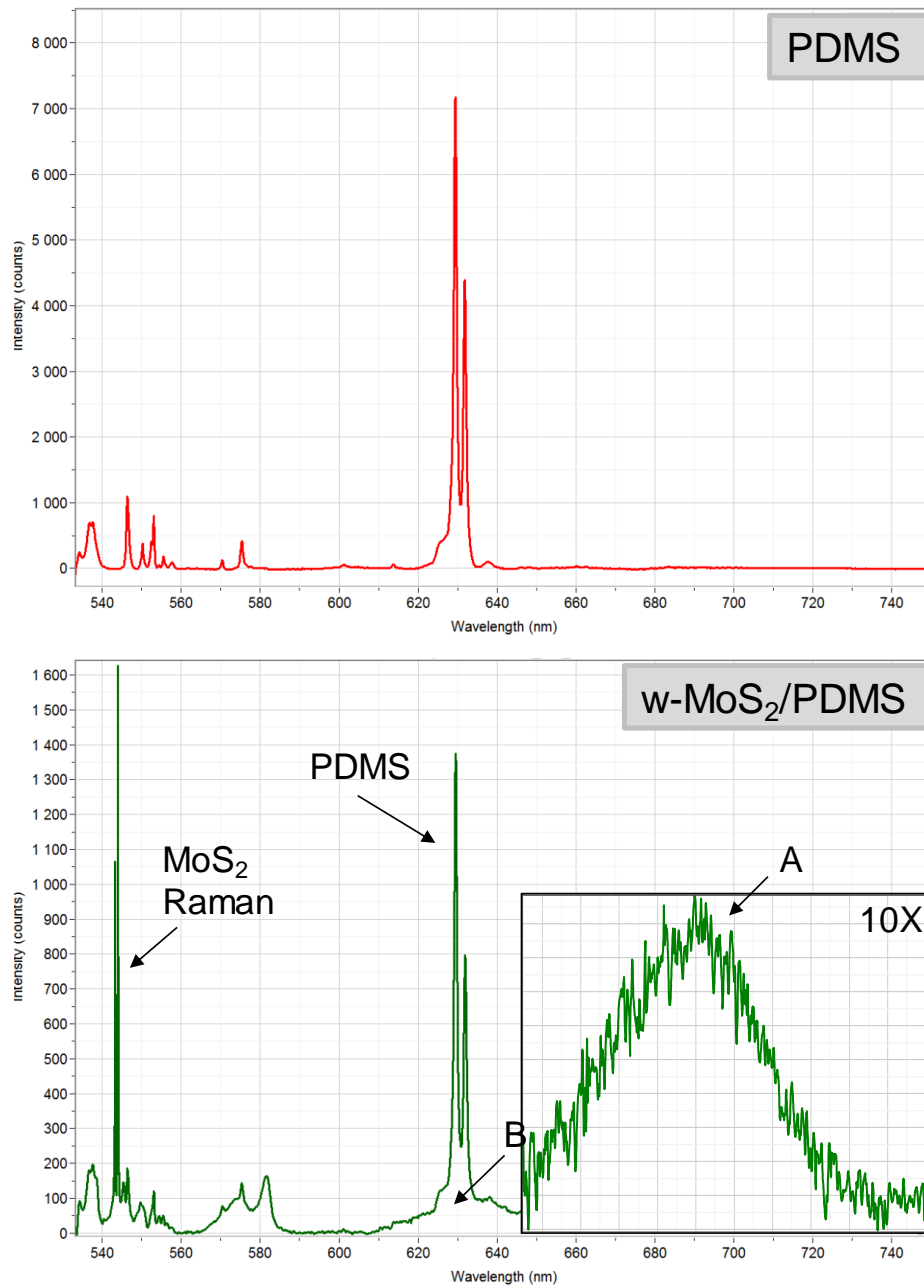 PDMS
8 000
7 000
6 000
5 000
4 000
3 000
2 000
1 000
0
Intensity (counts)
540 560 580 600 620 640 660 680 700 720 740
Wavelength (nm)
w-MoS₂/PDMS
1 600
1 500
1 400
1 300
1 200
1 100
1 000
900
800
700
600
500
400
300
200
100
0
Intensity (counts)
PDMS
MoS₂
Raman
A
10X
B
540 560 580 600 620 640 660 680 700 720 740
Wavelength (nm)